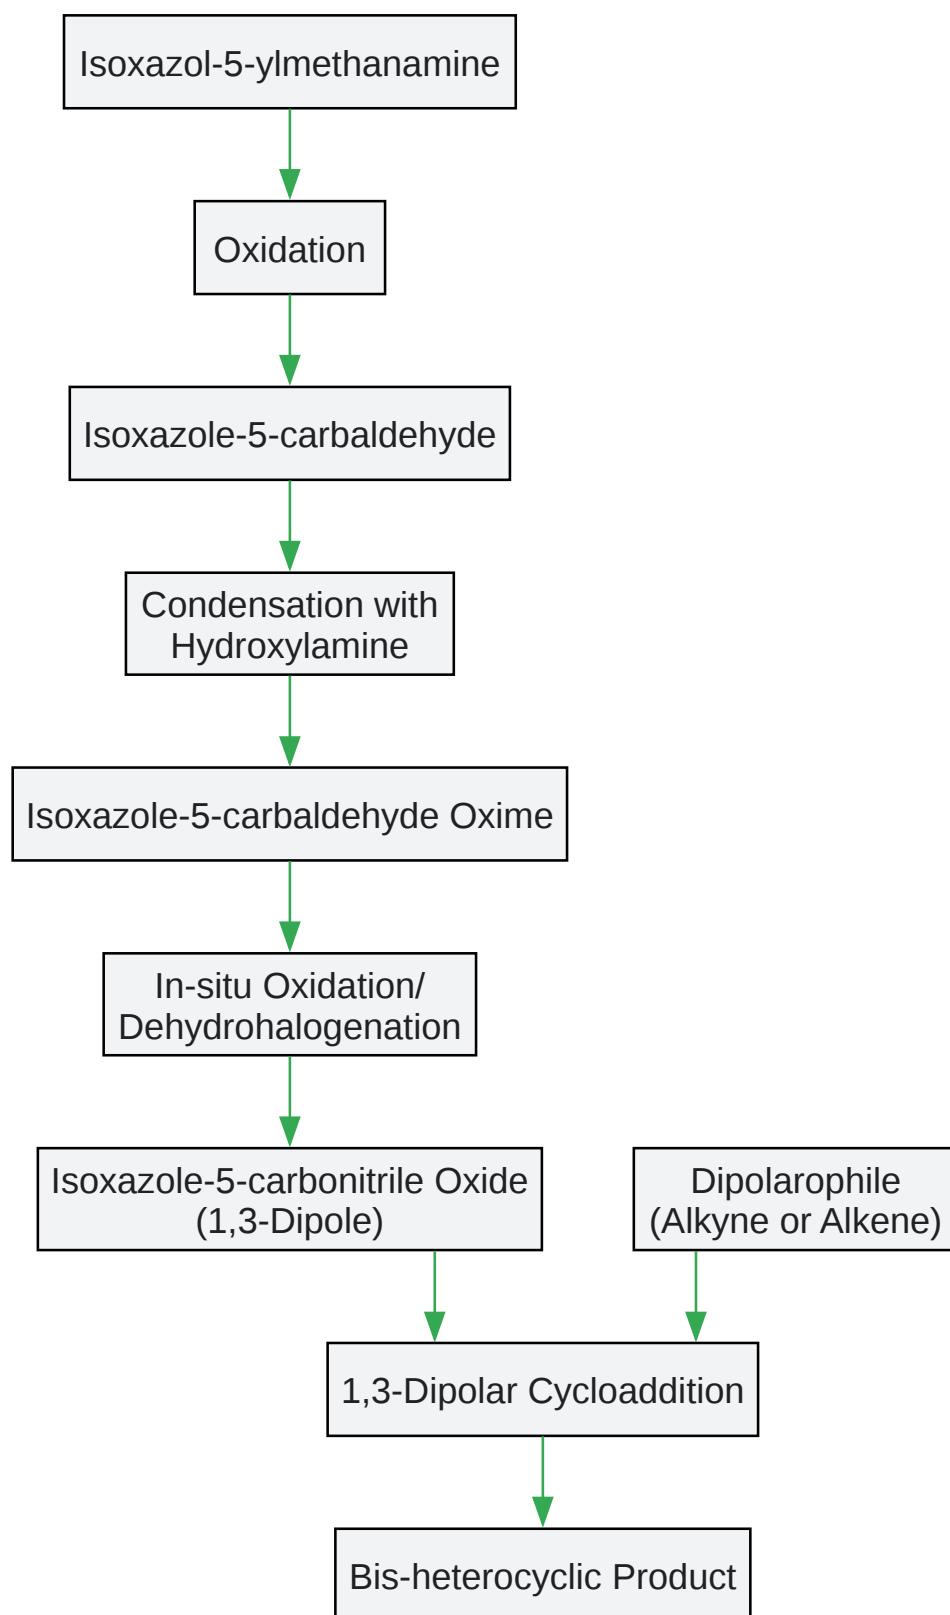 Isoxazol-5-ylmethanamine
Oxidation
Isoxazole-5-carbaldehyde
Condensation with
Hydroxylamine
Isoxazole-5-carbaldehyde Oxime
In-situ Oxidation/
Dehydrohalogenation
Isoxazole-5-carbonitrile Oxide
(1,3-Dipole)
Dipolarophile
(Alkyne or Alkene)
1,3-Dipolar Cycloaddition
Bis-heterocyclic Product